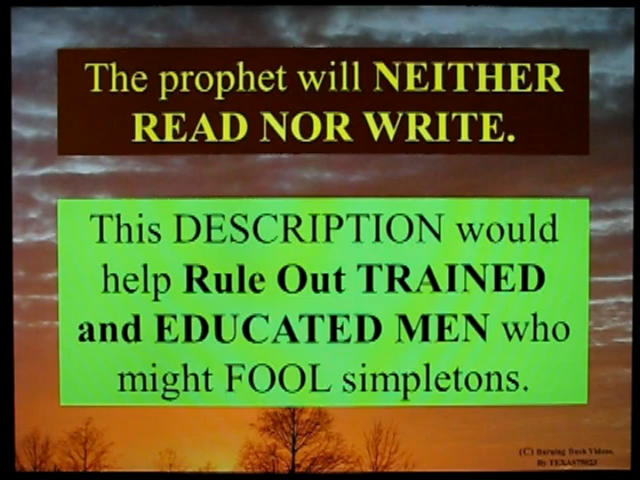 The prophet will NEITHER
READ NOR WRITE.
This DESCRIPTION would
help Rule Out TRAINED
and EDUCATED MEN who
might FOOL simpletons.
(C) Burning Bush Videos.